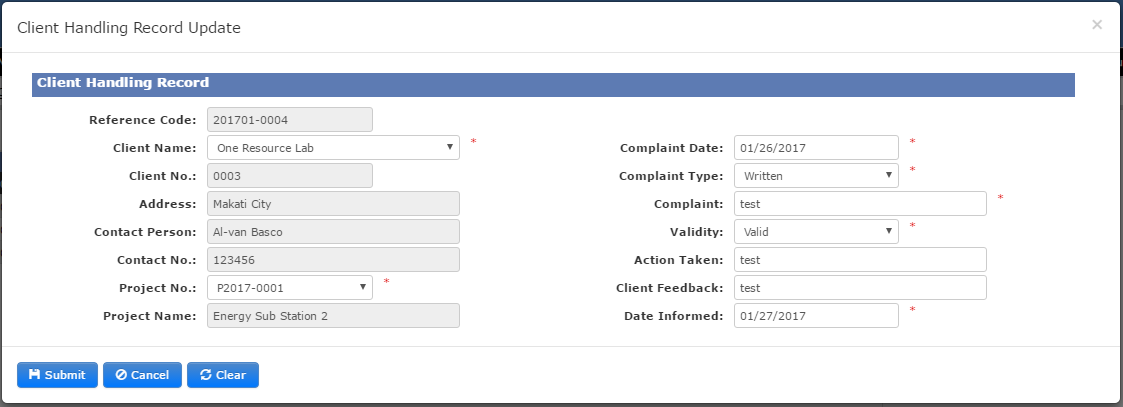 Client Handling Record Update
×
Client Handling Record
Reference Code: 201701-0004
Client Name: One Resource Lab *
Client No.: 0003
Address: Makati City
Contact Person: Al-van Basco
Contact No.: 123456
Project No.: P2017-0001 *
Project Name: Energy Sub Station 2
Complaint Date: 01/26/2017 *
Complaint Type: Written *
Complaint: test *
Validity: Valid *
Action Taken: test
Client Feedback: test
Date Informed: 01/27/2017 *
Submit Cancel Clear